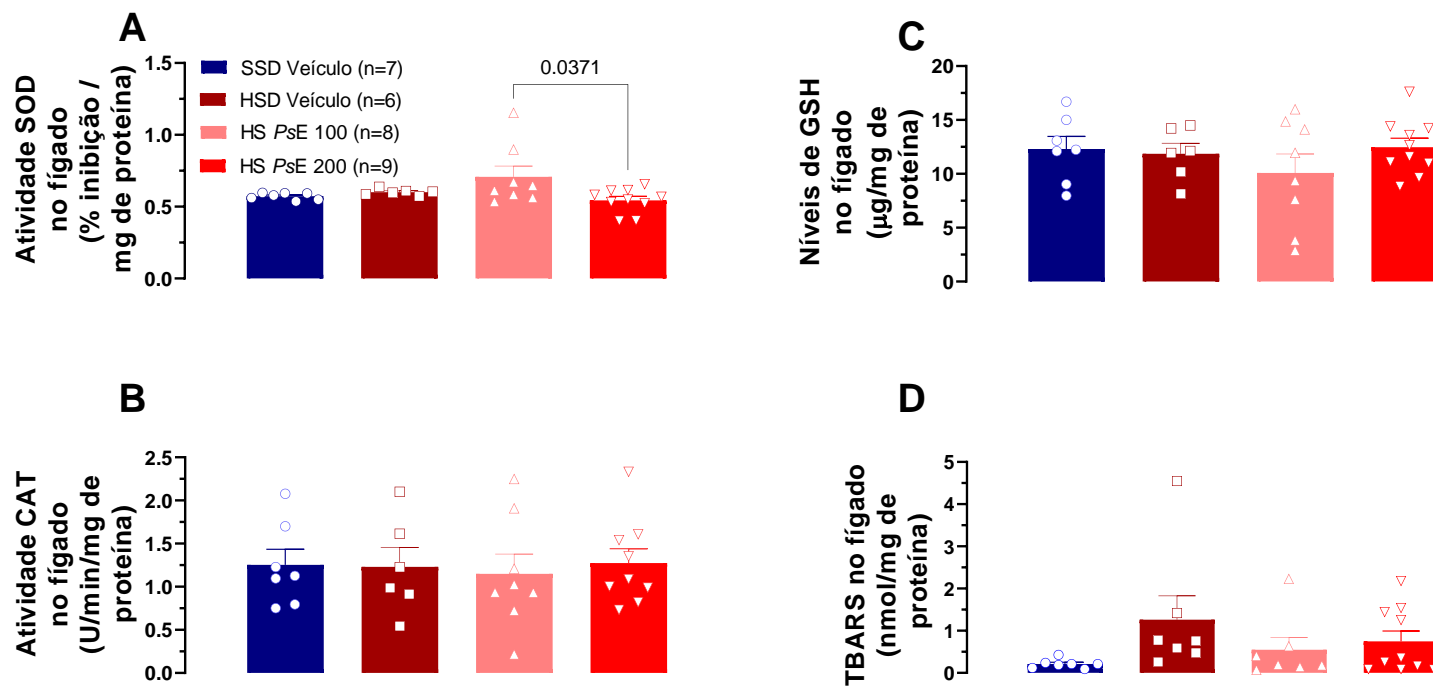 A
Atividade SOD
no fígado
(% inibição /
mg de proteína)
1.5
1.0
0.5
0.0
SSD Veículo (n=7)
HSD Veículo (n=6)
HS PsE 100 (n=8)
HS PsE 200 (n=9)
0.0371
C
Níveis de GSH
no fígado
(µg/mg de
proteína)
20
15
10
5
0
B
Atividade CAT
no fígado
(U/min/mg de
proteína)
2.5
2.0
1.5
1.0
0.5
0.0
D
TBARS no fígado
(nmol/mg de
proteína)
5
4
3
2
1
0